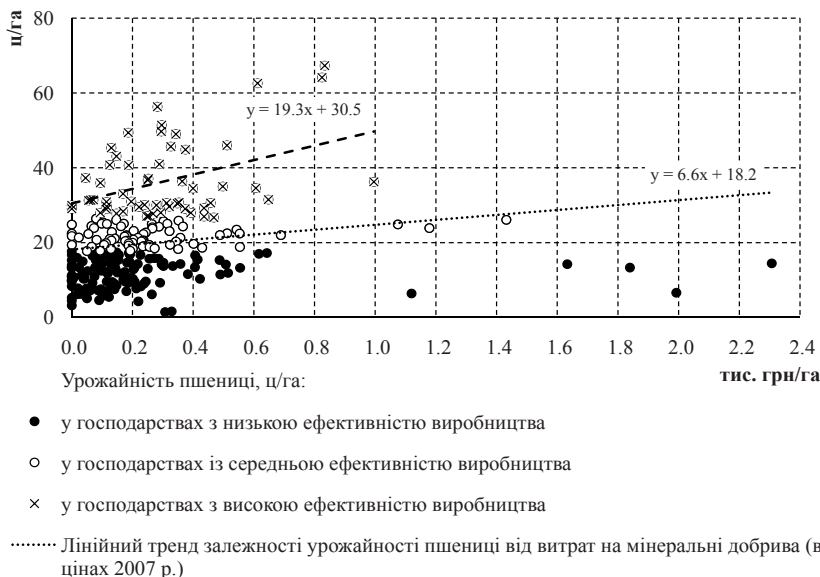 ц/га
80
60
40
20
0
y = 19.3x + 30.5
y = 6.6x + 18.2
0.0 0.2 0.4 0.6 0.8 1.0 1.2 1.4 1.6 1.8 2.0 2.2 2.4
тис. грн/га
Урожайність пшениці, ц/га:
у господарствах з низькою ефективністю виробництва
у господарствах із середньою ефективністю виробництва
у господарствах з високою ефективністю виробництва
Лінійний тренд залежності урожайності пшениці від витрат на мінеральні добрива (в
цінах 2007 р.)